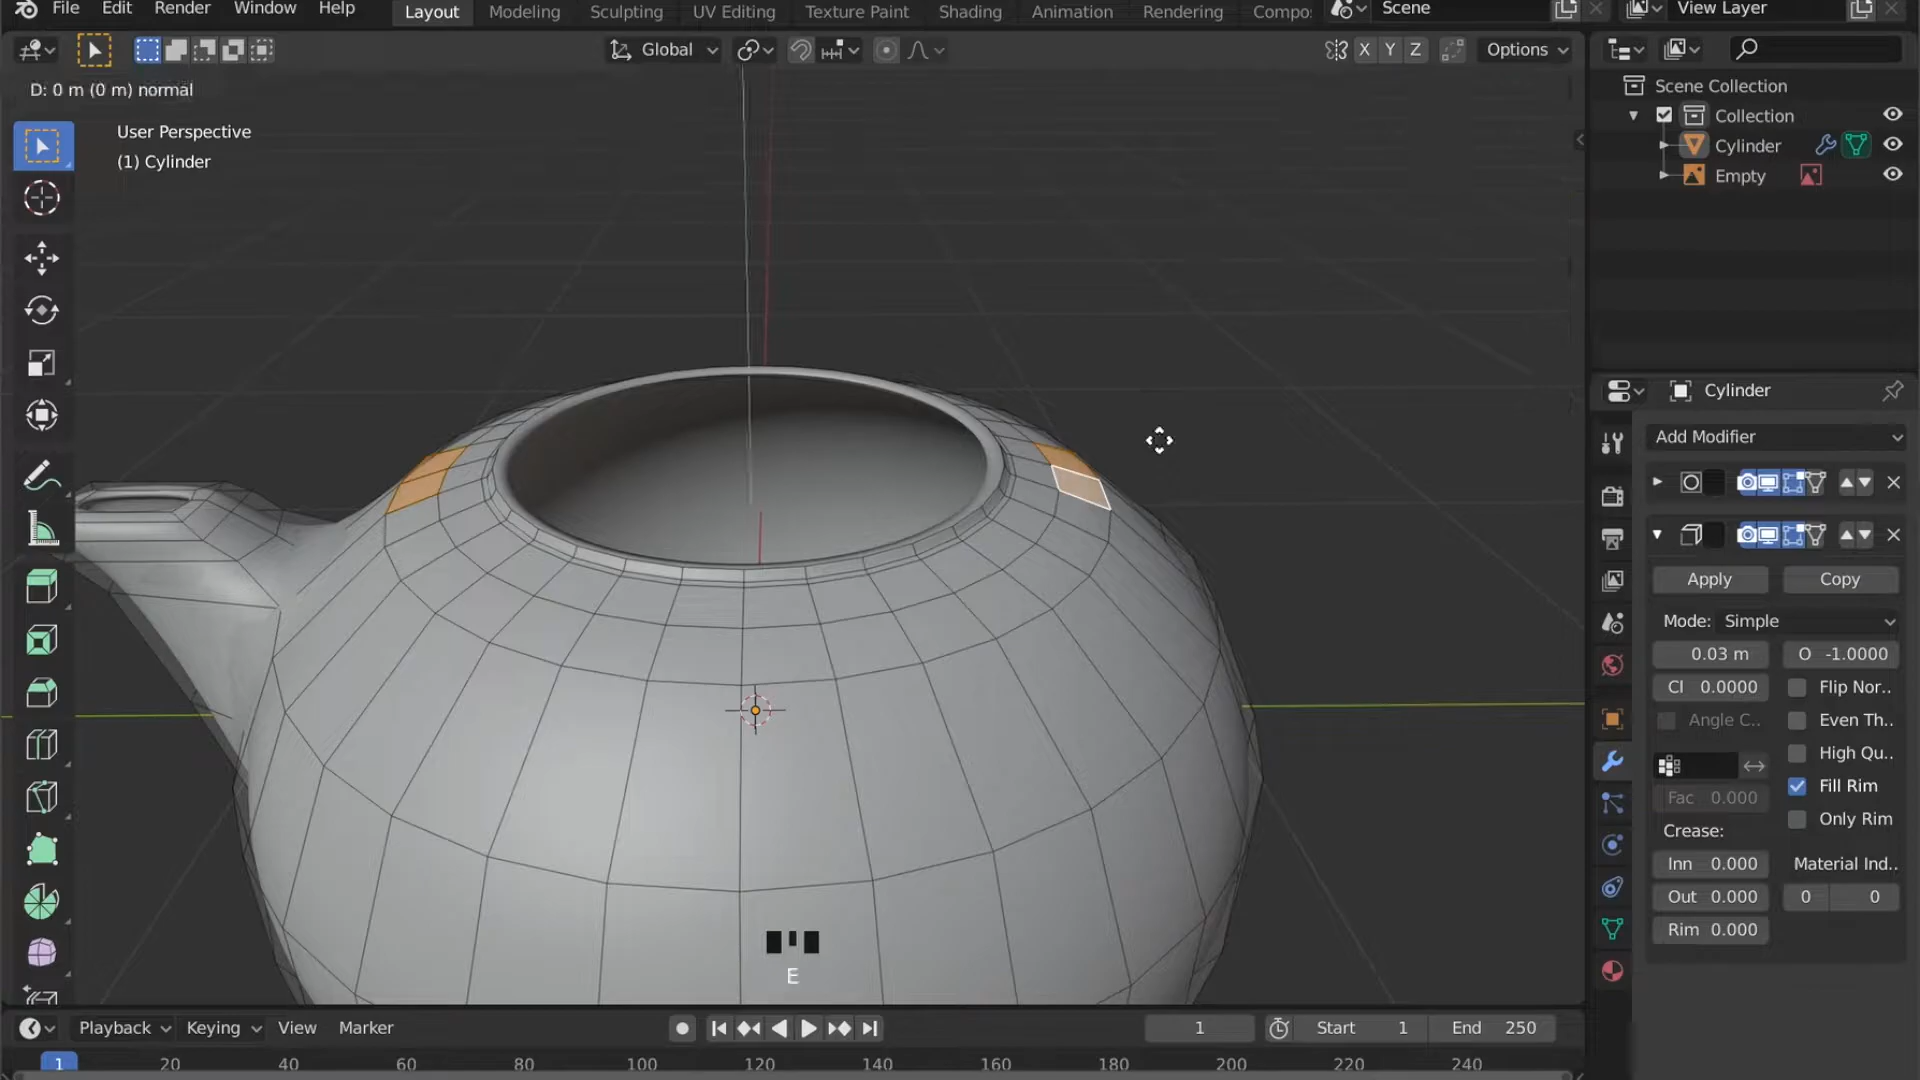 File Edit Render Window Help Layout Modeling Sculpting UV Editing Texture Paint Shading Animation Rendering Compo Scene View Layer
Global X Y Z Options
D: 0 m (0 m) normal
User Perspective
(1) Cylinder
Scene Collection
Collection
Cylinder
Empty
Cylinder
Add Modifier
Apply Copy
Mode: Simple
0.03 m O -1.0000
Cl 0.0000 Flip Nor..
Angle C.. Even Th..
High Qu..
Fill Rim
Fac 0.000
Only Rim
Crease:
Inn 0.000 Material Ind..
Out 0.000 0 0
Rim 0.000
E
Playback Keying View Marker 1 Start 1 End 250
1 20 40 60 80 100 120 140 160 180 200 220 240